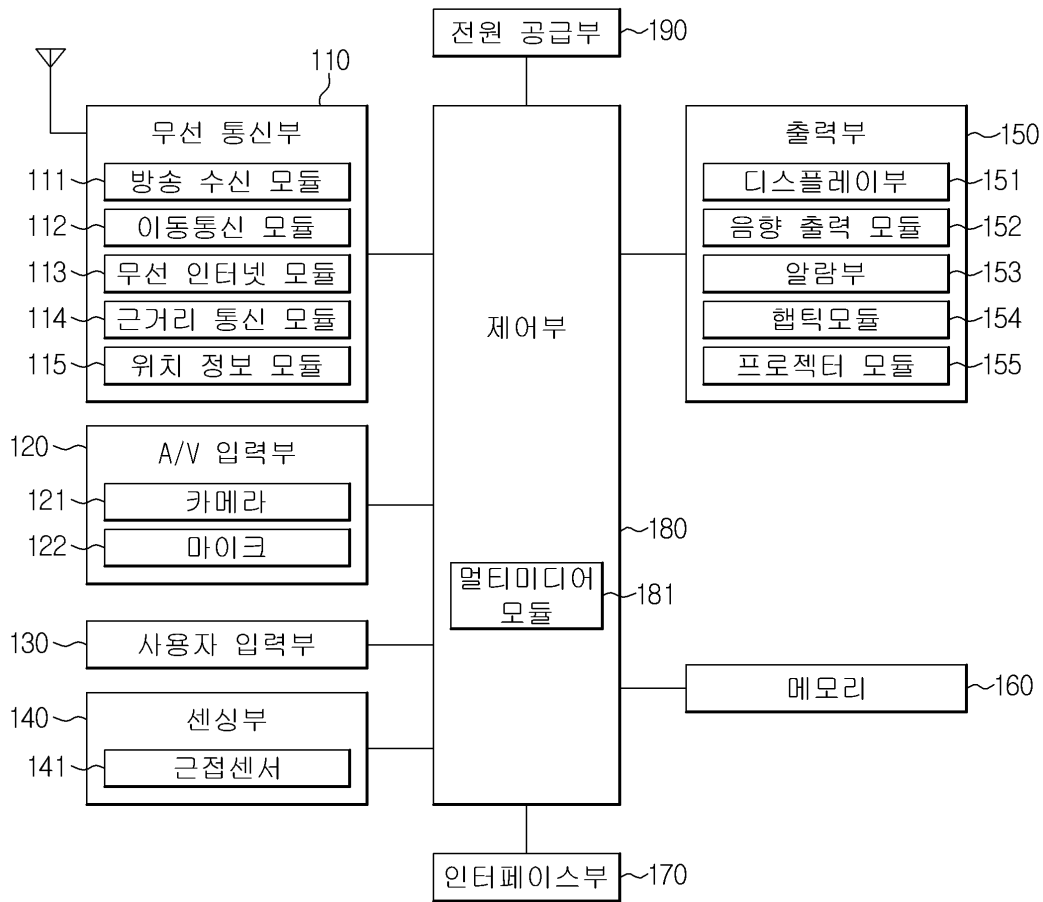 전원 공급부
190
110
무선 통신부
111
방송 수신 모듈
112
이동통신 모듈
113
무선 인터넷 모듈
114
근거리 통신 모듈
115
위치 정보 모듈
120
A/V 입력부
121
카메라
122
마이크
130
사용자 입력부
140
센싱부
141
근접센서
제어부
180
멀티미디어
모듈
181
출력부
150
디스플레이부
151
음향 출력 모듈
152
알람부
153
햅틱모듈
154
프로젝터 모듈
155
메모리
160
인터페이스부
170